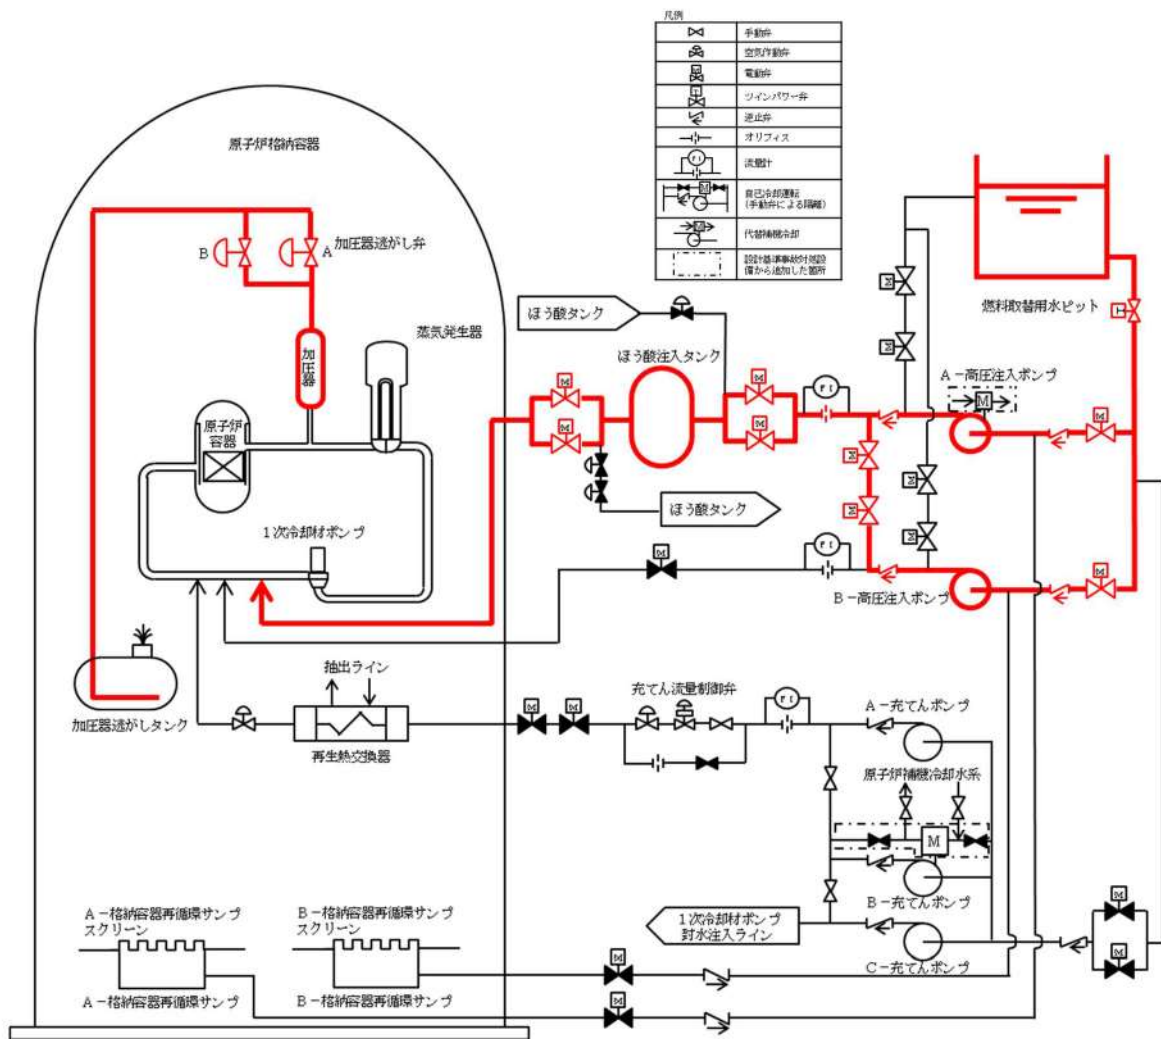 凡例
手動弁
空気作動弁
M
電動弁
ツインパワー弁
逆止弁
オリフィス
FI
流量計
M
自己冷却運転
(手動弁による隔離)
M
代替補機冷却
設計基準事故対処設
備から追加した箇所
原子炉格納容器
B
A
加圧器逃がし弁
加圧器
蒸気発生器
原子炉
容器
1次冷却材ポンプ
加圧器逃がしタンク
ほう酸タンク
ほう酸注入タンク
M
M
M
M
FI
ほう酸タンク
M
M
M
M
M
M
燃料取替用水ピット
A-高圧注入ポンプ
M
M
M
FI
B-高圧注入ポンプ
M
抽出ライン
再生熱交換器
M
M
充てん流量制御弁
FI
A-充てんポンプ
原子炉補機冷却水系
M
B-充てんポンプ
1次冷却材ポンプ
封水注入ライン
C-充てんポンプ
M
M
A-格納容器再循環サンプ
スクリーン
B-格納容器再循環サンプ
スクリーン
A-格納容器再循環サンプ
B-格納容器再循環サンプ
M
M